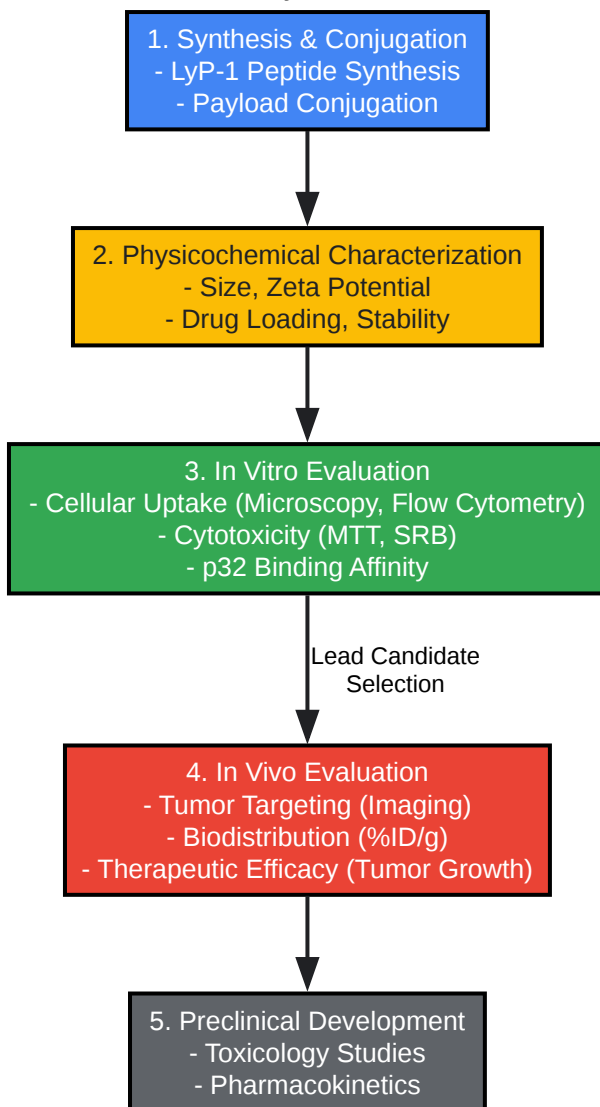 1. Synthesis & Conjugation
- LyP-1 Peptide Synthesis
- Payload Conjugation
2. Physicochemical Characterization
- Size, Zeta Potential
- Drug Loading, Stability
3. In Vitro Evaluation
- Cellular Uptake (Microscopy, Flow Cytometry)
- Cytotoxicity (MTT, SRB)
- p32 Binding Affinity
Lead Candidate
Selection
4. In Vivo Evaluation
- Tumor Targeting (Imaging)
- Biodistribution (%ID/g)
- Therapeutic Efficacy (Tumor Growth)
5. Preclinical Development
- Toxicology Studies
- Pharmacokinetics